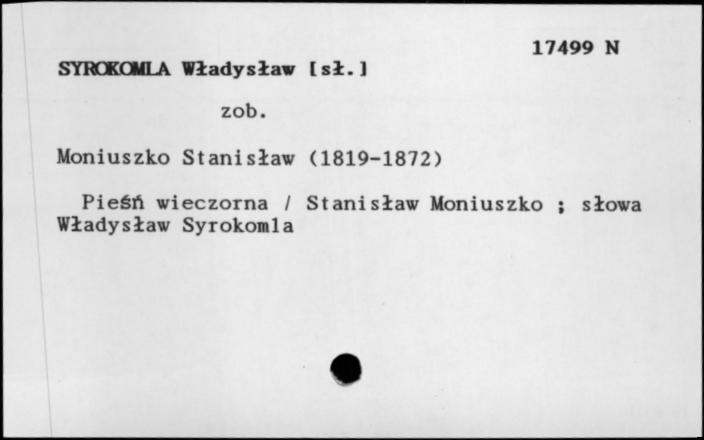 17499 N
SYROKOMLA Władysław [sł.]
zob.
Moniuszko Stanisław (1819-1872)
Pieśń wieczorna / Stanisław Moniuszko ; słowa
Władysław Syrokomla